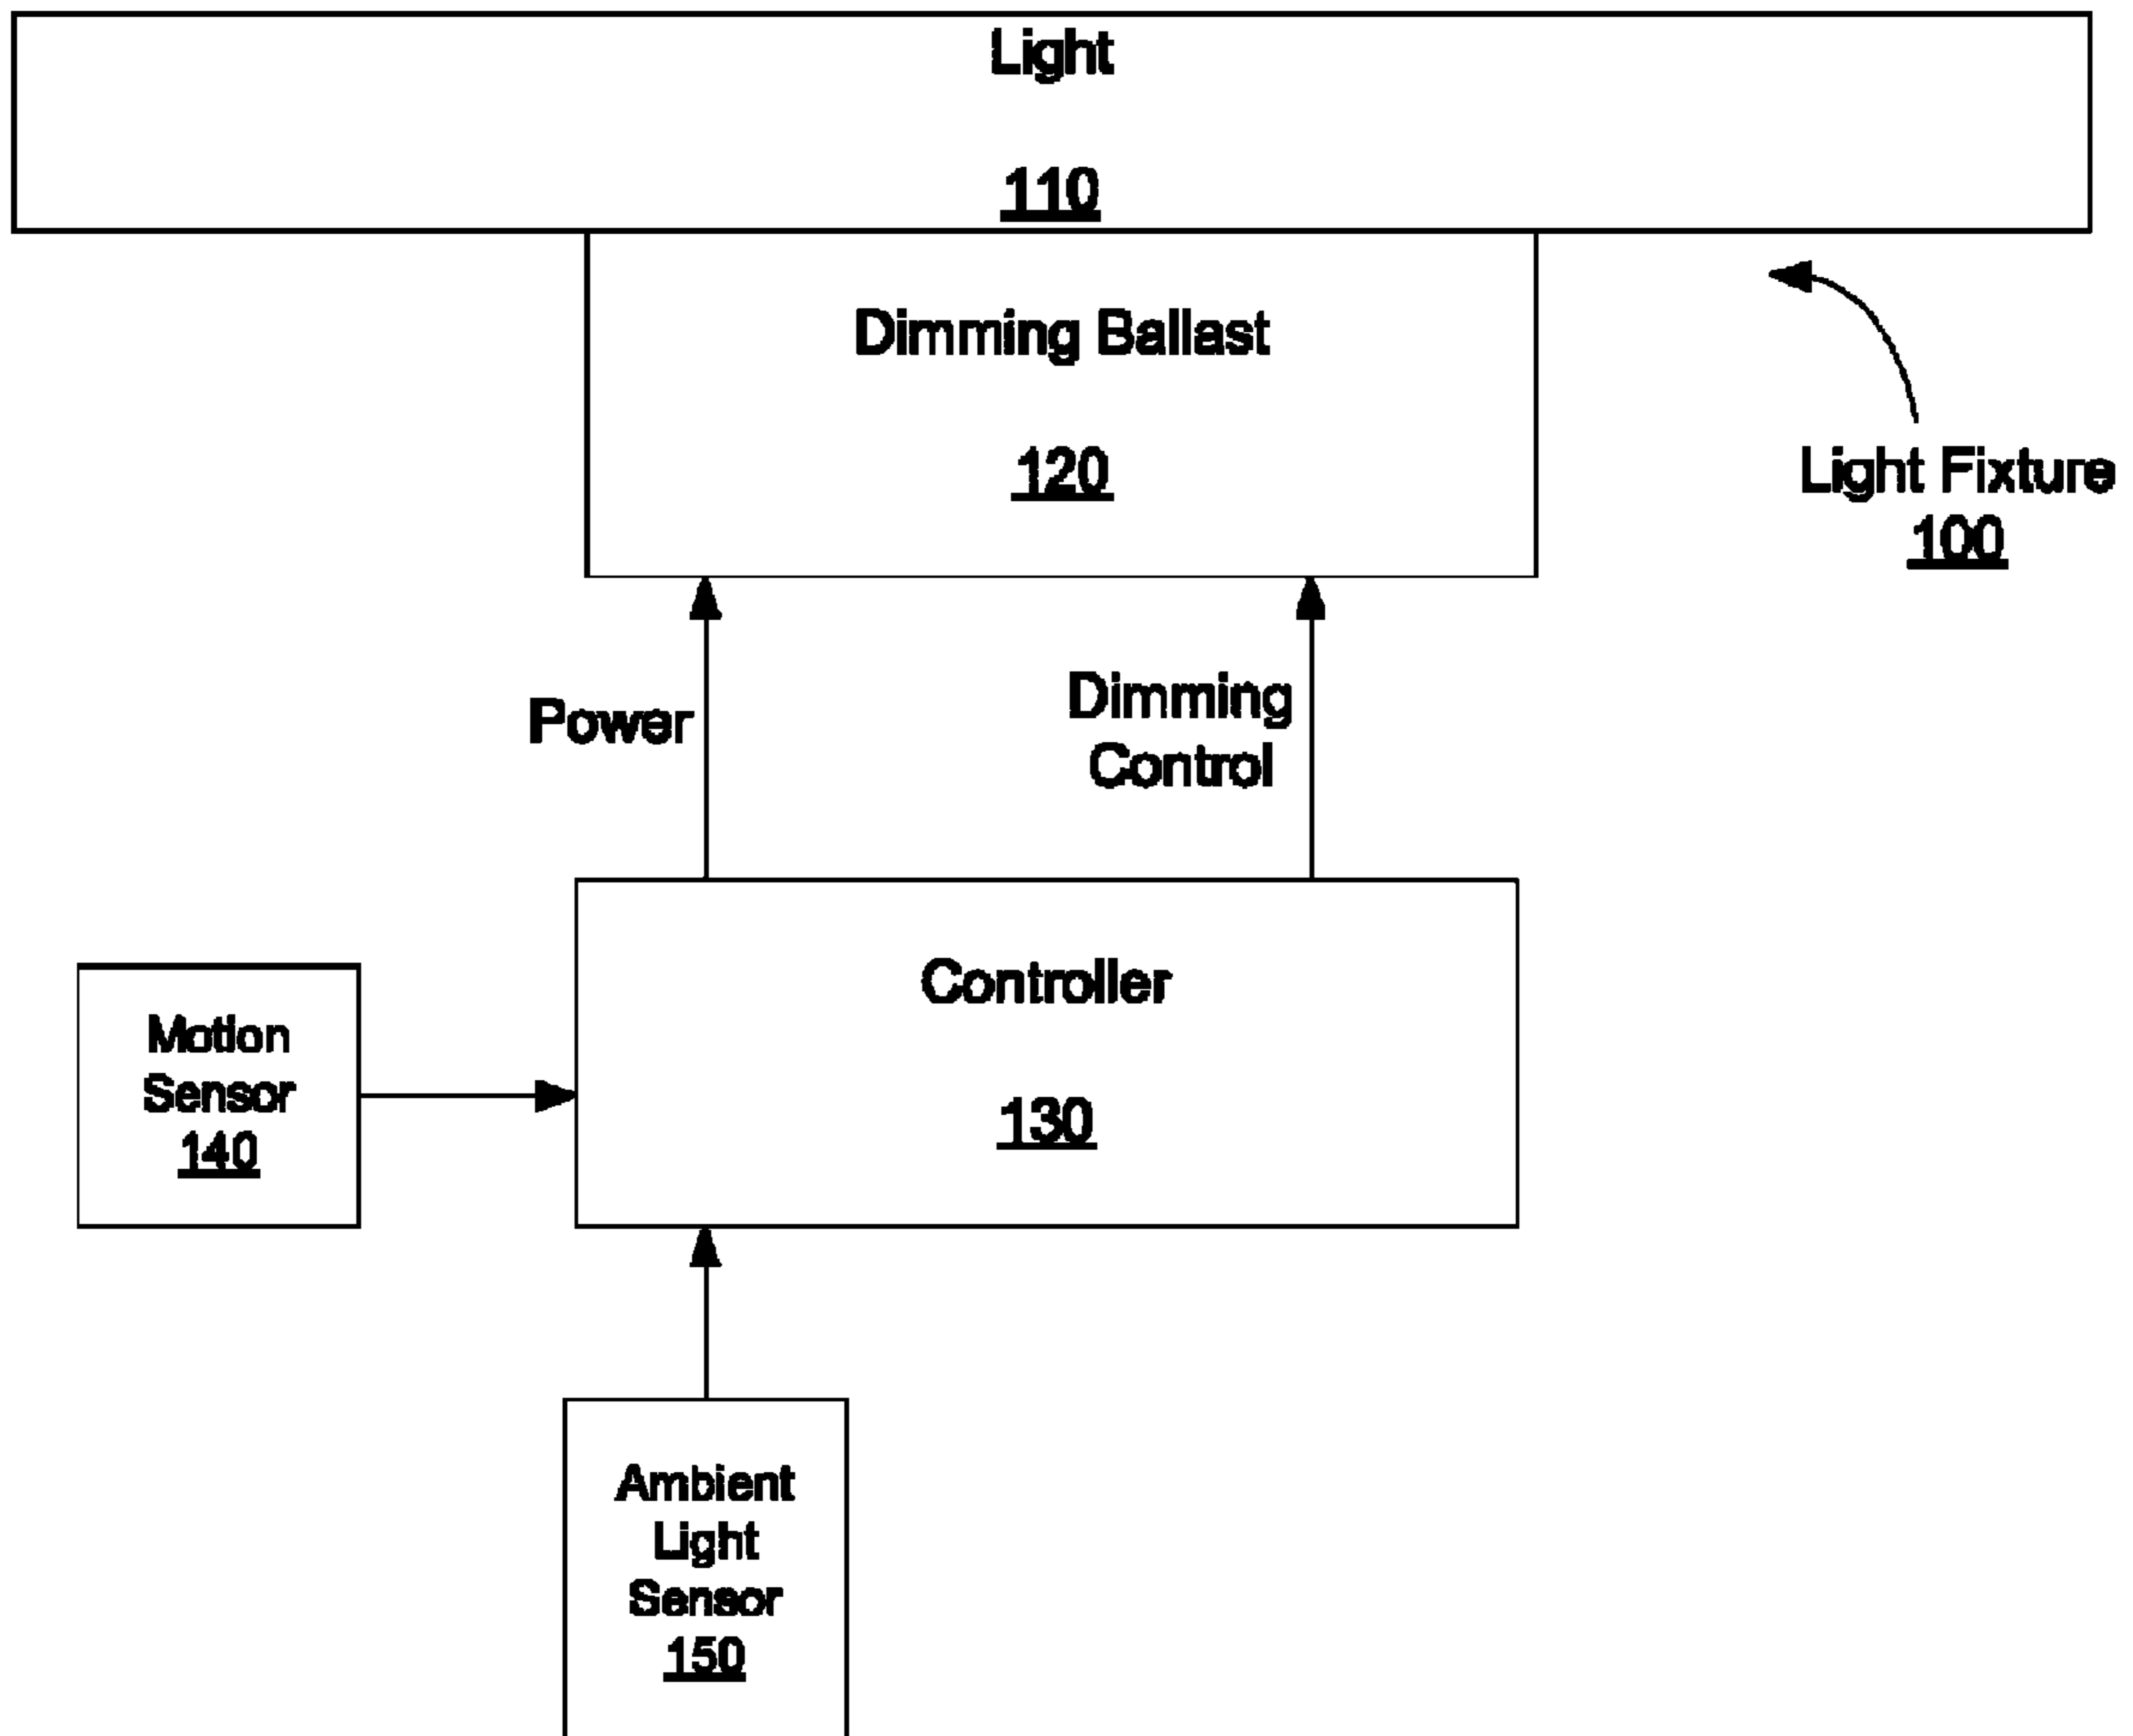 Light
110
Dimming Ballast
120
Light Fixture
100
Power
Dimming
Control
Controller
130
Motion
Sensor
140
Ambient
Light
Sensor
150